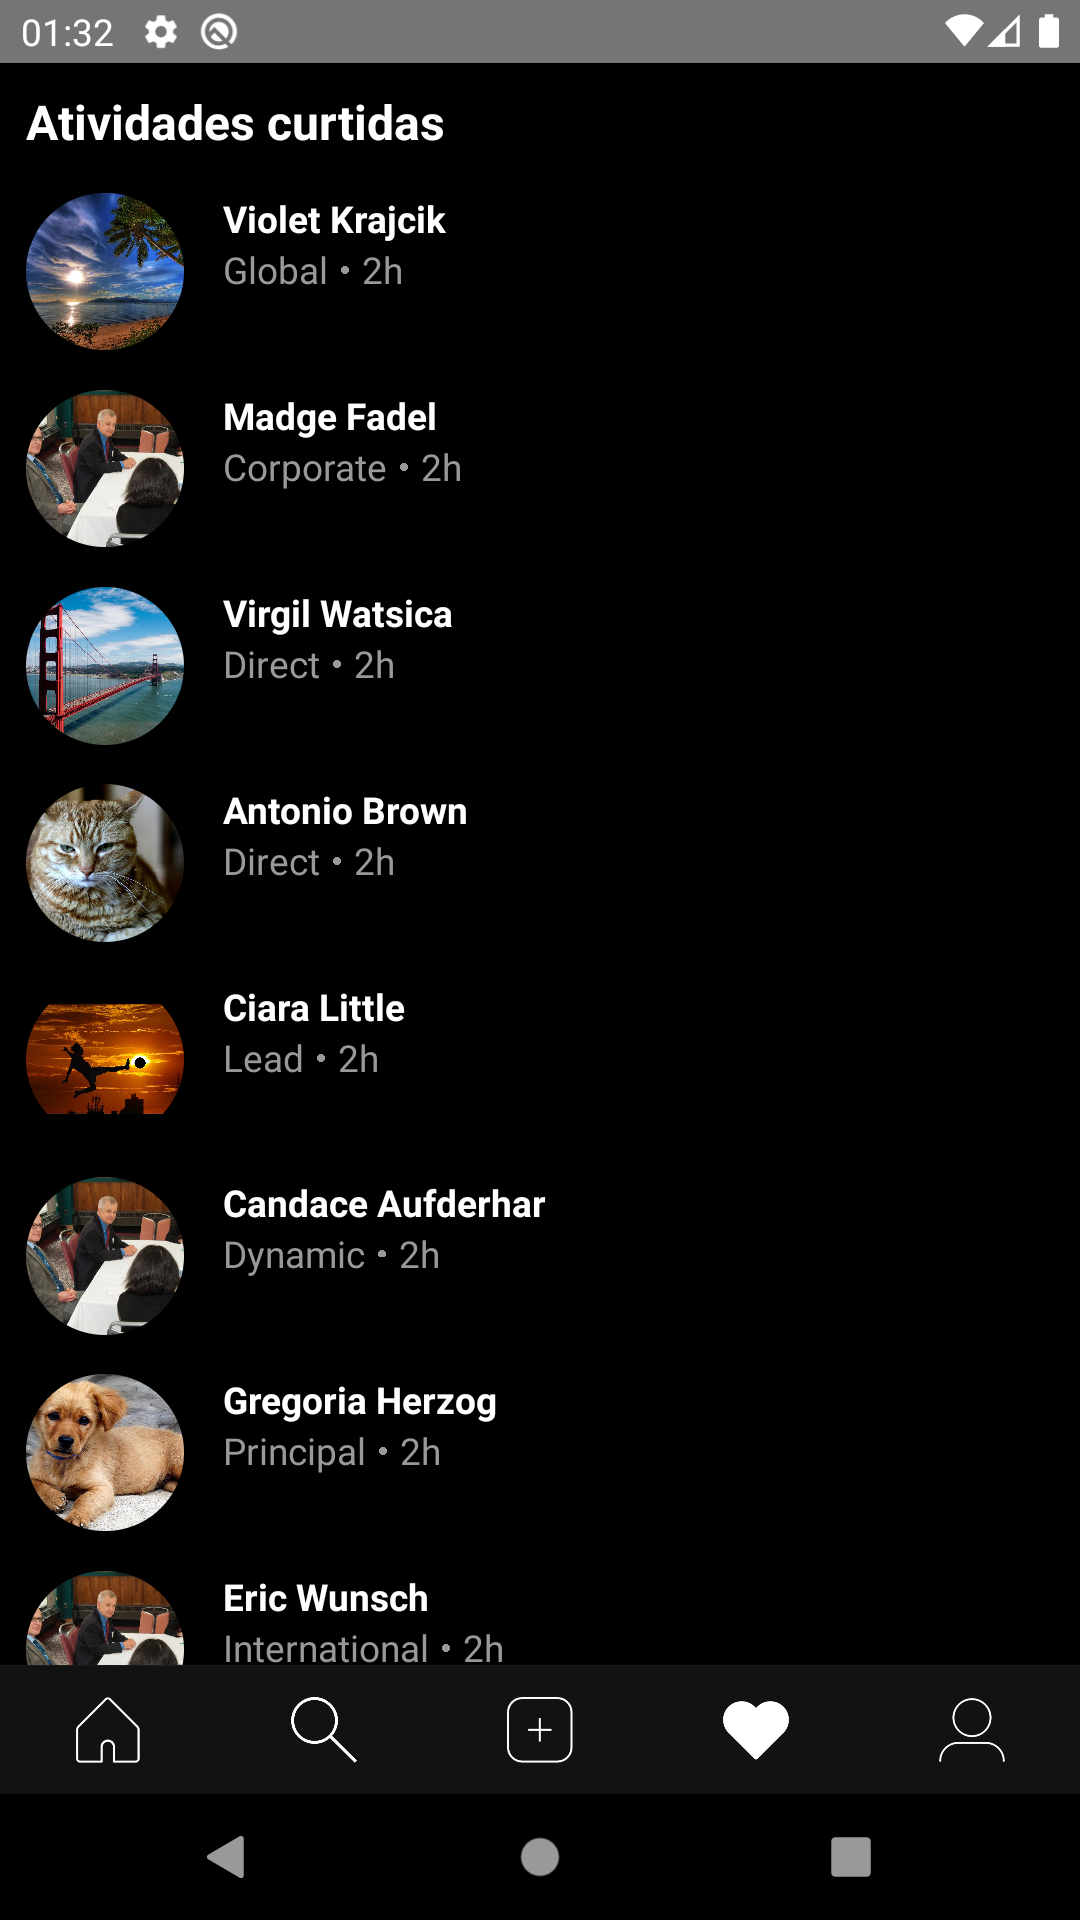 01:32
Atividades curtidas
Violet Krajcik
Global • 2h
Madge Fadel
Corporate • 2h
Virgil Watsica
Direct • 2h
Antonio Brown
Direct • 2h
Ciara Little
Lead • 2h
Candace Aufderhar
Dynamic • 2h
Gregoria Herzog
Principal • 2h
Eric Wunsch
International • 2h